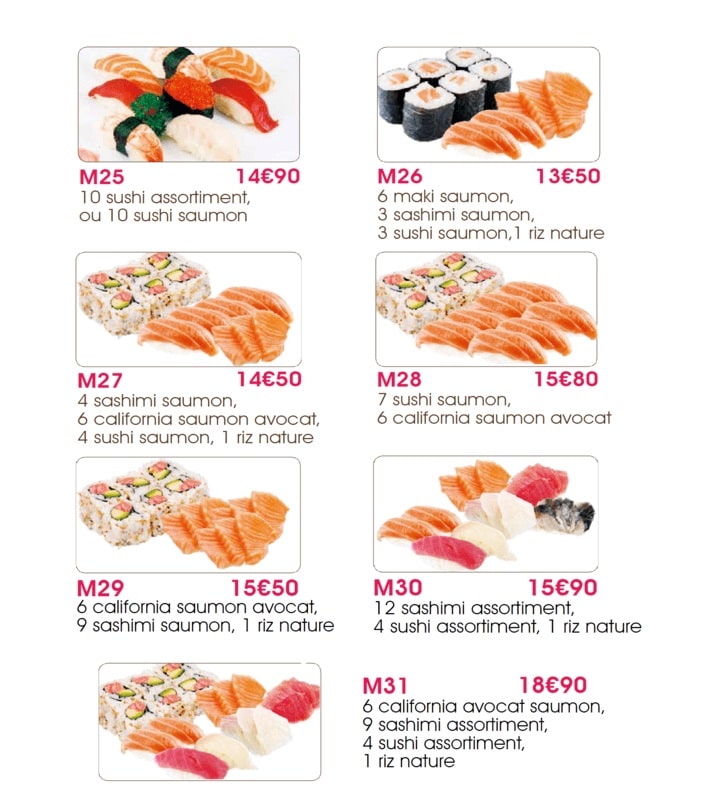 M25 14€90
10 sushi assortiment,
ou 10 sushi saumon
M26 13€50
6 maki saumon,
3 sashimi saumon,
3 sushi saumon,1 riz nature
M27 14€50
4 sashimi saumon,
6 california saumon avocat,
4 sushi saumon, 1 riz nature
M28 15€80
7 sushi saumon,
6 california saumon avocat
M29 15€50
6 california saumon avocat,
9 sashimi saumon, 1 riz nature
M30 15€90
12 sashimi assortiment,
4 sushi assortiment, 1 riz nature
M31 18€90
6 california avocat saumon,
9 sashimi assortiment,
4 sushi assortiment,
1 riz nature